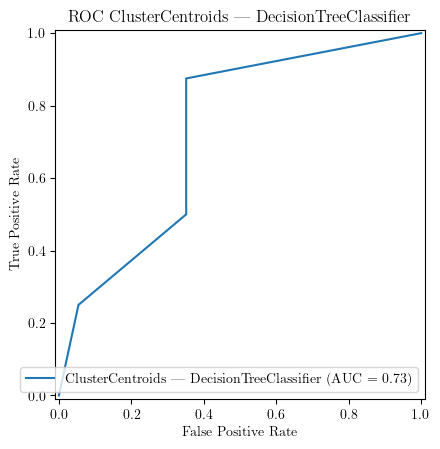 ROC ClusterCentroids — DecisionTreeClassifier
True Positive Rate
1.0
0.8
0.6
0.4
0.2
0.0
ClusterCentroids — DecisionTreeClassifier (AUC = 0.73)
0.0 0.2 0.4 0.6 0.8 1.0
False Positive Rate